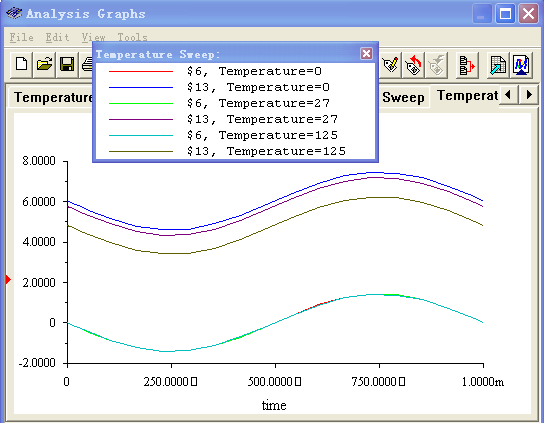 Analysis Graphs
File Edit View Tools
Temperature Sweep:
$6, Temperature=0
$13, Temperature=0
$6, Temperature=27
$13, Temperature=27
$6, Temperature=125
$13, Temperature=125
Temperature Sweep Temperat
8.0000
6.0000
4.0000
2.0000
0
-2.0000
0 250.0000 500.0000 750.0000 1.0000m
time